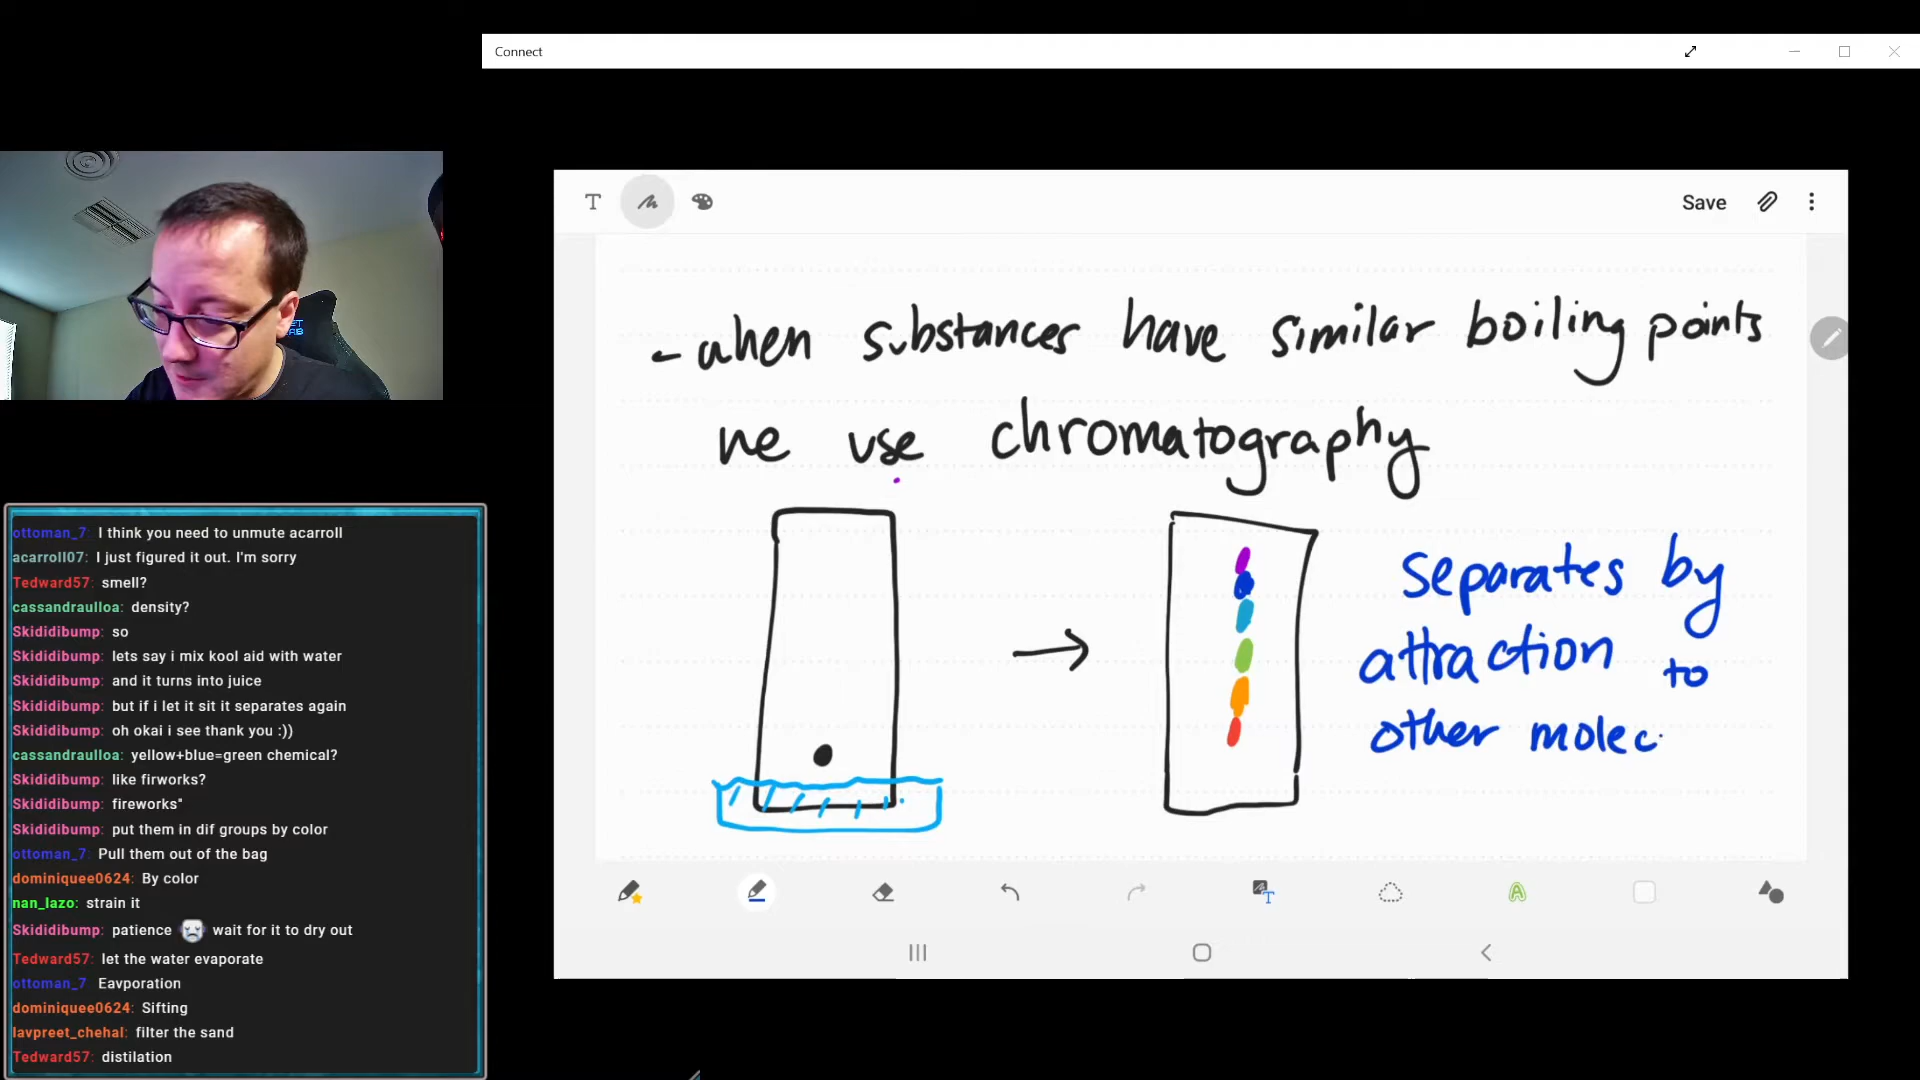 Connect
T
Save
- when substances have similar boiling points
we use chromatography
separates by
attraction to
other molec
ottoman_7: I think you need to unmute acarroll
acarroll07: I just figured it out. I'm sorry
Tedward57: smell?
cassandraulloa: density?
Skididibump: so
Skididibump: lets say i mix kool aid with water
Skididibump: and it turns into juice
Skididibump: but if i let it sit it separates again
Skididibump: oh okai i see thank you :))
cassandraulloa: yellow+blue=green chemical?
Skididibump: like firworks?
Skididibump: fireworks"
Skididibump: put them in dif groups by color
ottoman_7: Pull them out of the bag
dominiquee0624: By color
nan_lazo: strain it
Skididibump: patience wait for it to dry out
Tedward57: let the water evaporate
ottoman_7 Eavporation
dominiquee0624: Sifting
lavpreet_chehal: filter the sand
Tedward57: distilation